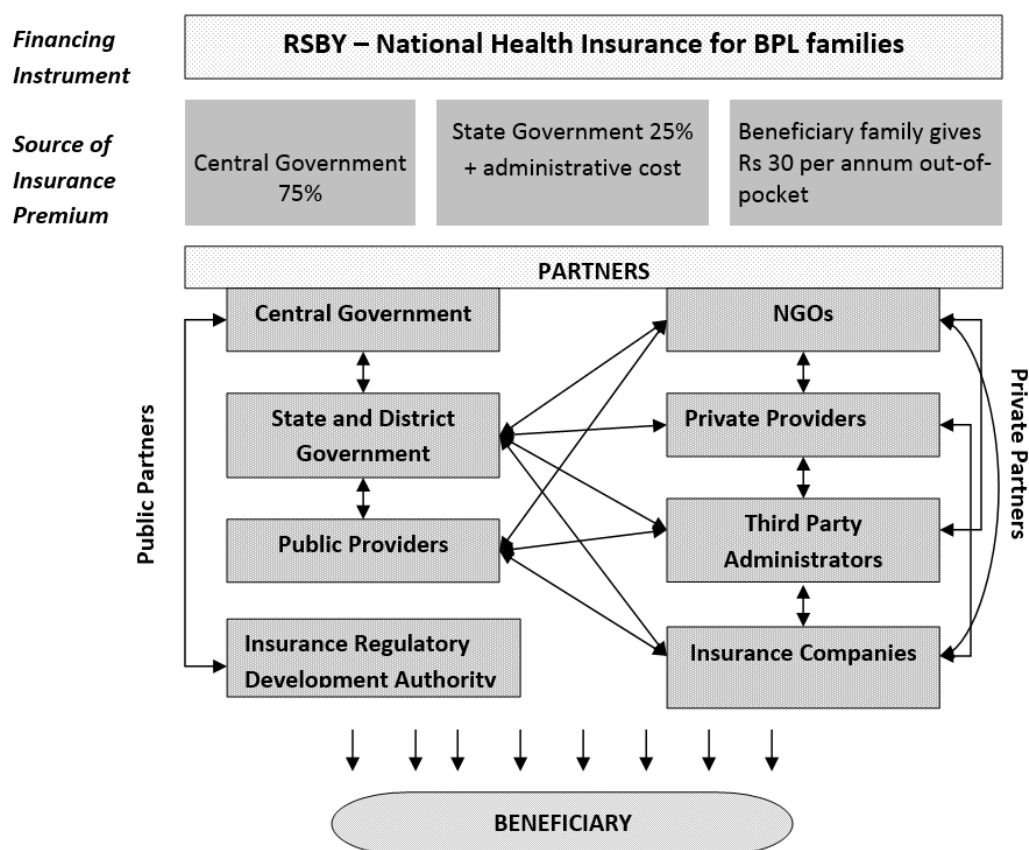 Financing
Instrument
RSBY – National Health Insurance for BPL families
Source of
Insurance
Premium
Central Government
75%
State Government 25%
+ administrative cost
Beneficiary family gives
Rs 30 per annum out-of-
pocket
PARTNERS
Public Partners
Central Government
State and District
Government
Public Providers
Insurance Regulatory
Development Authority
NGOs
Private Providers
Third Party
Administrators
Insurance Companies
Private Partners
BENEFICIARY